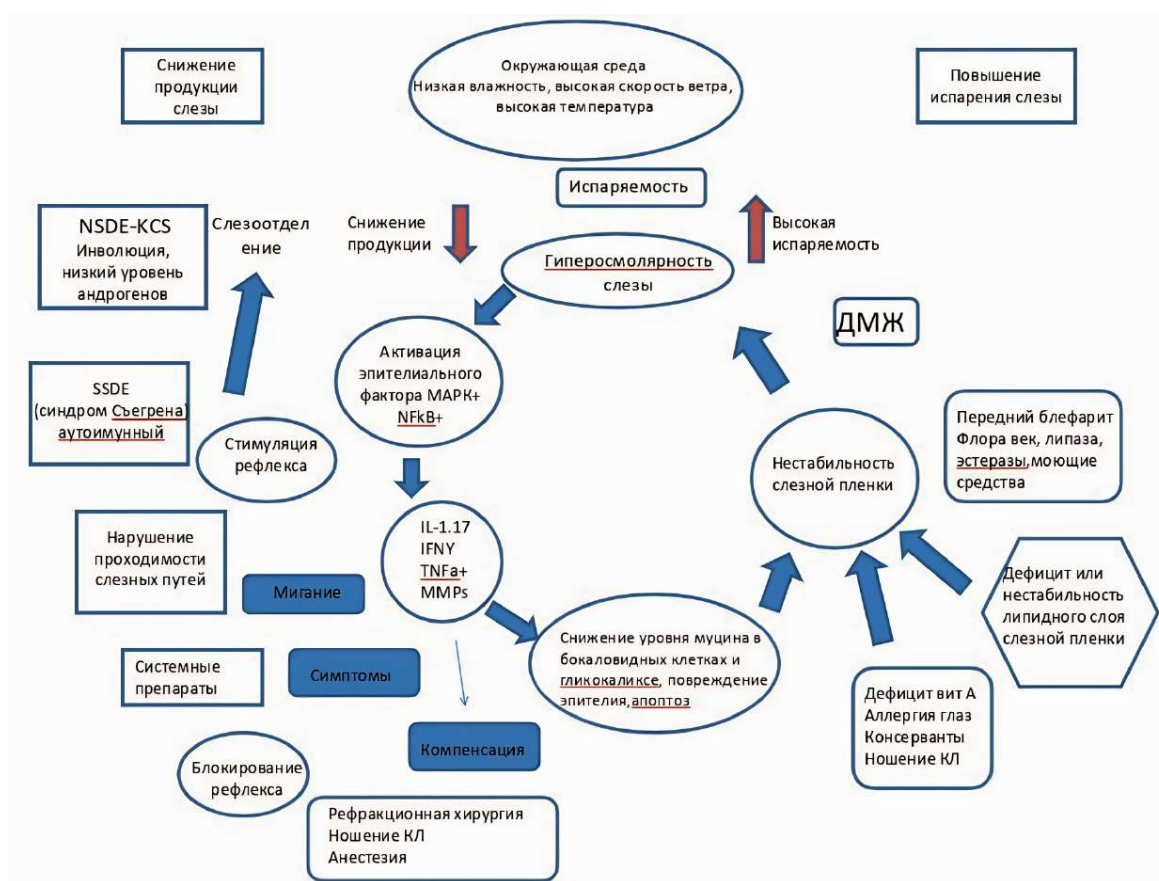 Снижение
продукции
слезы
Окружающая среда
Низкая влажность, высокая скорость ветра,
высокая температура
Повышение
испарения слезы
Испаряемость
NSDE-KCS
Инволюция,
низкий уровень
андрогенов
Слезоотдел
ение
Снижение
продукции
Высокая
испаряемость
Гиперосмолярность
слезы
ДМЖ
Активация
эпителиального
фактора МАРК+
NFkB+
SSDE
(синдром Съегрена)
аутоимунный
Стимуляция
рефлекса
Нестабильность
слезной пленки
Передний блефарит
Флора век, липаза,
эстеразы,моющие
средства
IL-1.17
IFNY
TNFa+
MMPs
Нарушение
проходимости
слезных путей
Мигание
Дефицит или
нестабильность
липидного слоя
слезной пленки
Снижение уровня муцина в
бокаловидных клетках и
гликокаликсе, повреждение
эпителия,апоптоз
Системные
препараты
Симптомы
Дефицит вит А
Аллергия глаз
Консерванты
Ношение КЛ
Компенсация
Блокирование
рефлекса
Рефракционная хирургия
Ношение КЛ
Анестезия